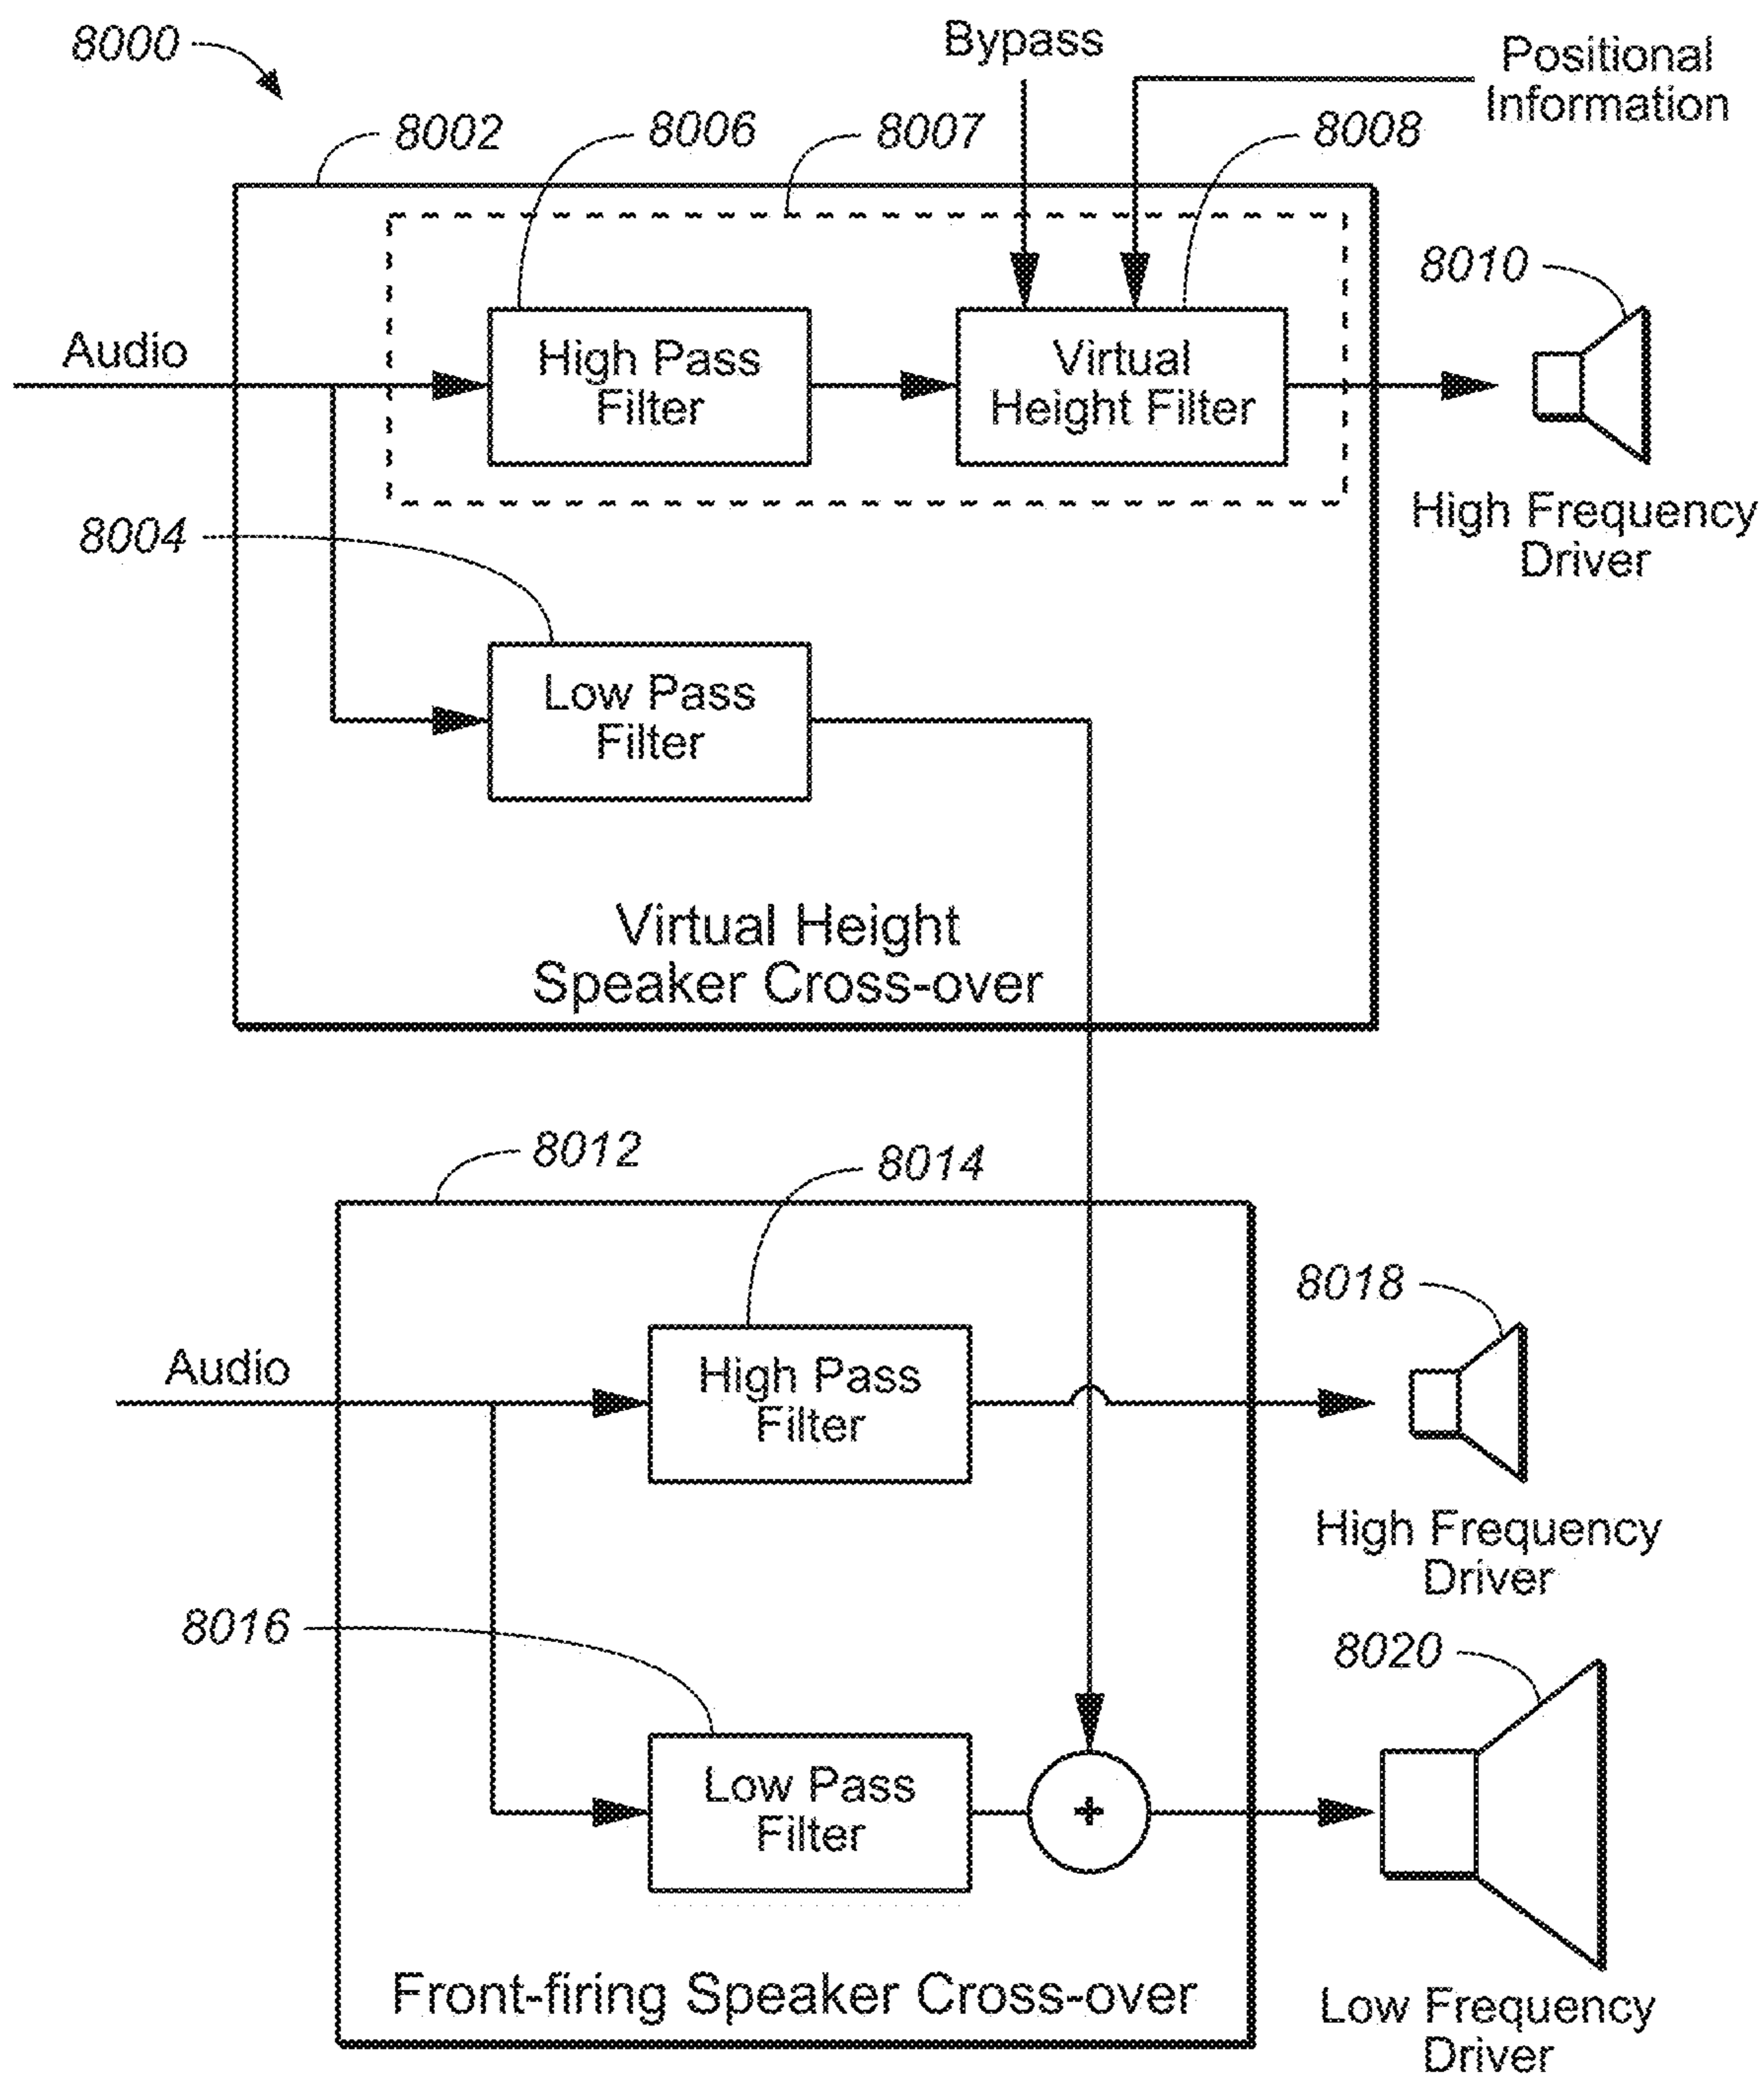 8000
Bypass
Positional
Information
8002
8006
8007
8008
8010
Audio
High Pass
Filter
Virtual
Height Filter
High Frequency
Driver
8004
Low Pass
Filter
Virtual Height
Speaker Cross-over
8012
8014
8018
Audio
High Pass
Filter
High Frequency
Driver
8016
8020
Low Pass
Filter
+
Front-firing Speaker Cross-over
Low Frequency
Driver